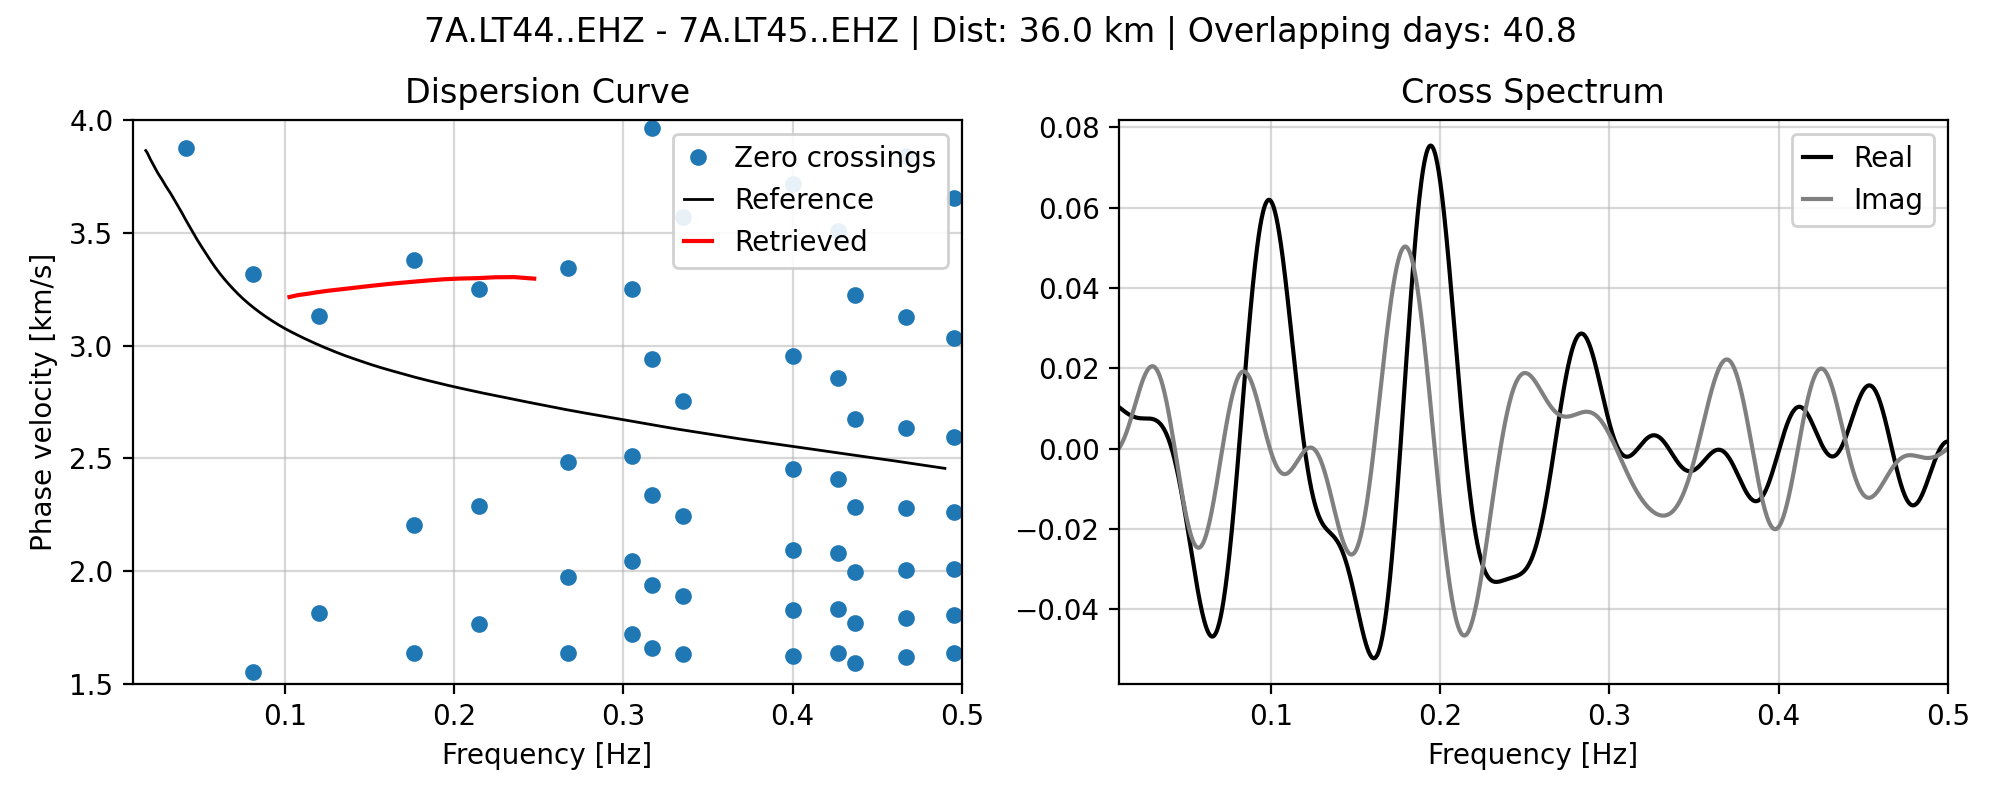 7A.LT44..EHZ - 7A.LT45..EHZ | Dist: 36.0 km | Overlapping days: 40.8
Dispersion Curve
Phase velocity [km/s]
4.0
3.5
3.0
2.5
2.0
1.5
0.1
0.2
0.3
0.4
0.5
Frequency [Hz]
Zero crossings
Reference
Retrieved
Cross Spectrum
0.08
0.06
0.04
0.02
0.00
−0.02
−0.04
0.1
0.2
0.3
0.4
0.5
Frequency [Hz]
Real
Imag